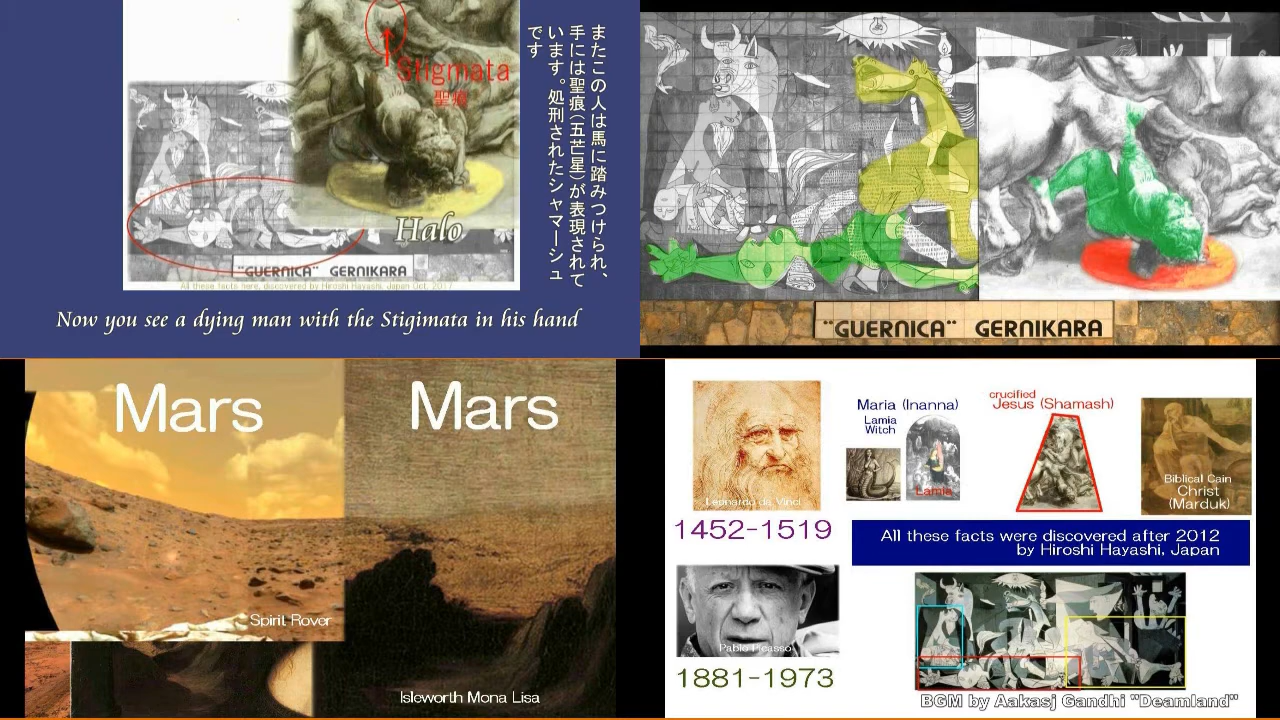 Stigmata
聖痕
Halo
またこの人は馬に踏みつけられ、
手には聖痕(五芒星)が表現されて
います。処刑されたシャマーシュ
です
"GUERNICA" GERNIKARA
All these facts here, discovered by Hiroshi Hayashi, Japan Oct. 2017
Now you see a dying man with the Stigimata in his hand
"GUERNICA" GERNIKARA
Mars
Spirit Rover
Mars
Isleworth Mona Lisa
Leonardo da Vinci
1452-1519
Maria (Inanna)
Lamia
Witch
Lamia
crucified
Jesus (Shamash)
Biblical Cain
Christ
(Marduk)
All these facts were discovered after 2012
by Hiroshi Hayashi, Japan
Pablo Picasso
1881-1973
BGM by Aakasj Gandhi "Deamland"